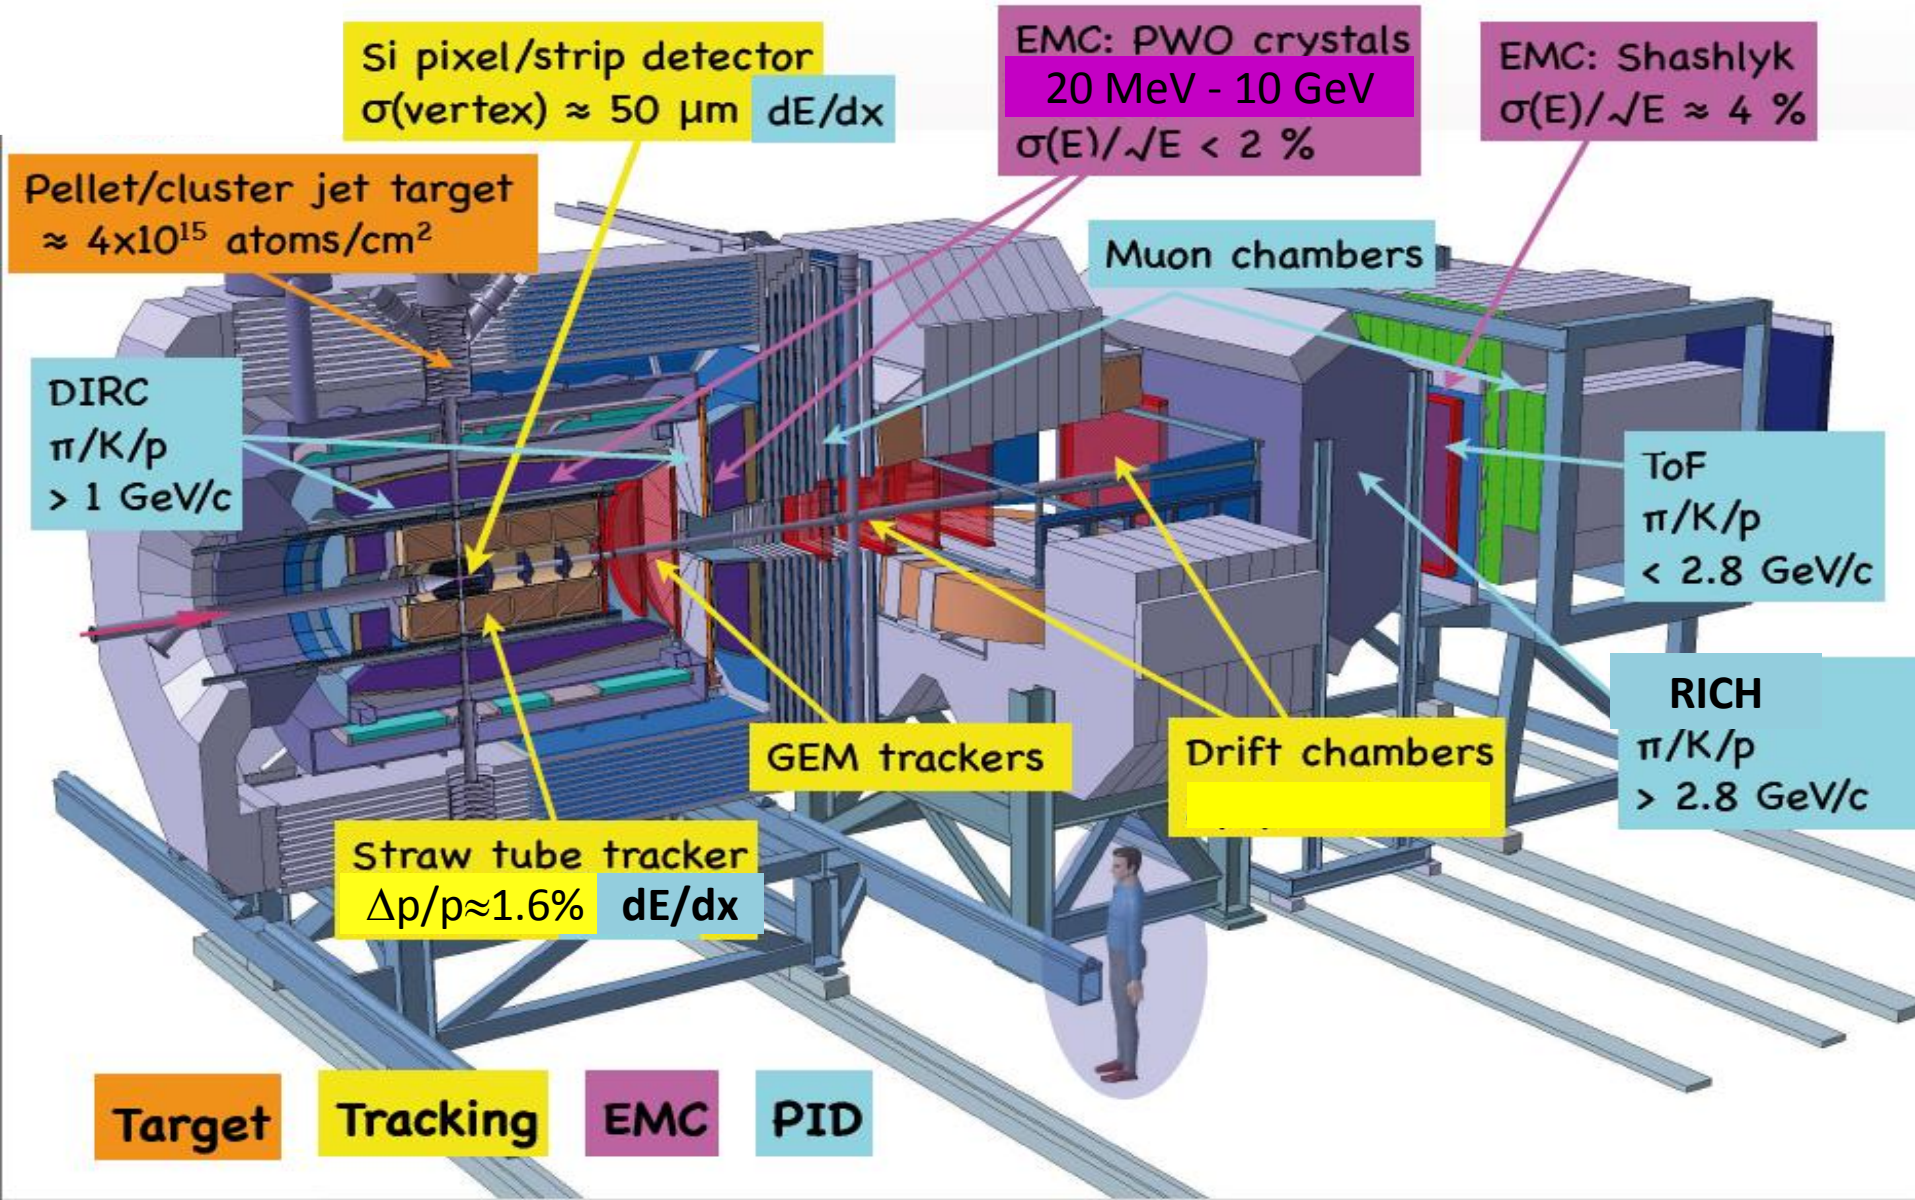 Si pixel/strip detector
σ(vertex) ≈ 50 μm dE/dx
EMC: PWO crystals
20 MeV - 10 GeV
σ(E)/√E < 2 %
EMC: Shashlyk
σ(E)/√E ≈ 4 %
Pellet/cluster jet target
≈ 4x10¹⁵ atoms/cm²
Muon chambers
DIRC
π/K/p
> 1 GeV/c
ToF
π/K/p
< 2.8 GeV/c
RICH
π/K/p
> 2.8 GeV/c
GEM trackers
Drift chambers
Straw tube tracker
Δp/p≈1.6% dE/dx
Target Tracking EMC PID